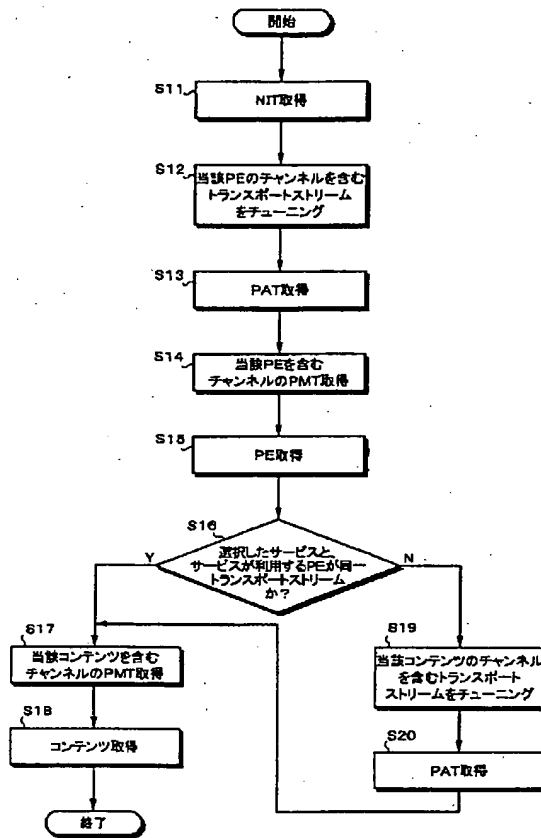 開始
S11
NIT取得
S12
当該PEのチャンネルを含む
トランスポートストリーム
をチューニング
S13
PAT取得
S14
当該PEを含む
チャンネルのPMT取得
S15
PE取得
S16
選択したサービスと、
サービスが利用するPEが同一
トランスポートストリーム
か?
Y
N
S17
当該コンテンツを含む
チャンネルのPMT取得
S18
コンテンツ取得
終了
S19
当該コンテンツのチャンネル
を含むトランスポート
ストリームをチューニング
S20
PAT取得